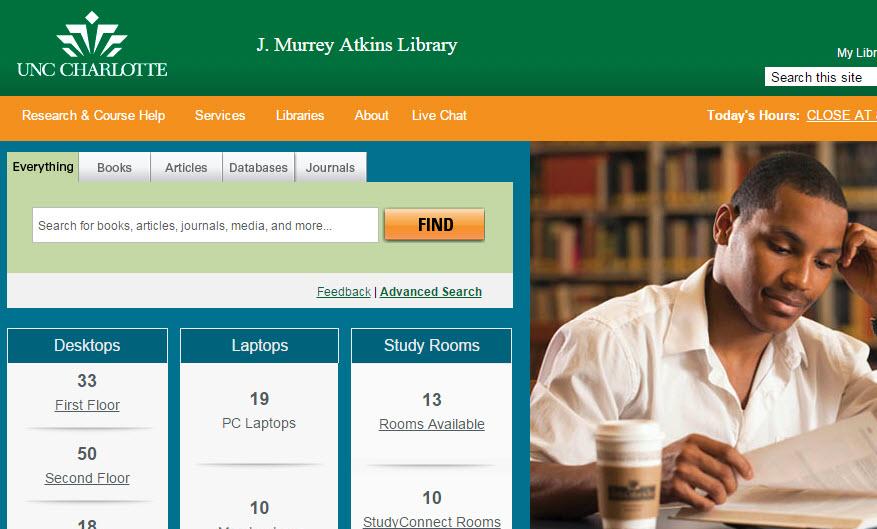 J. Murrey Atkins Library
UNC CHARLOTTE
My Libr
Search this site
Research & Course Help Services Libraries About Live Chat Today's Hours: CLOSE AT
Everything Books Articles Databases Journals
Search for books, articles, journals, media, and more... FIND
Feedback | Advanced Search
Desktops Laptops Study Rooms
33 19 13
First Floor PC Laptops Rooms Available
50 10 10
Second Floor StudyConnect Rooms
18